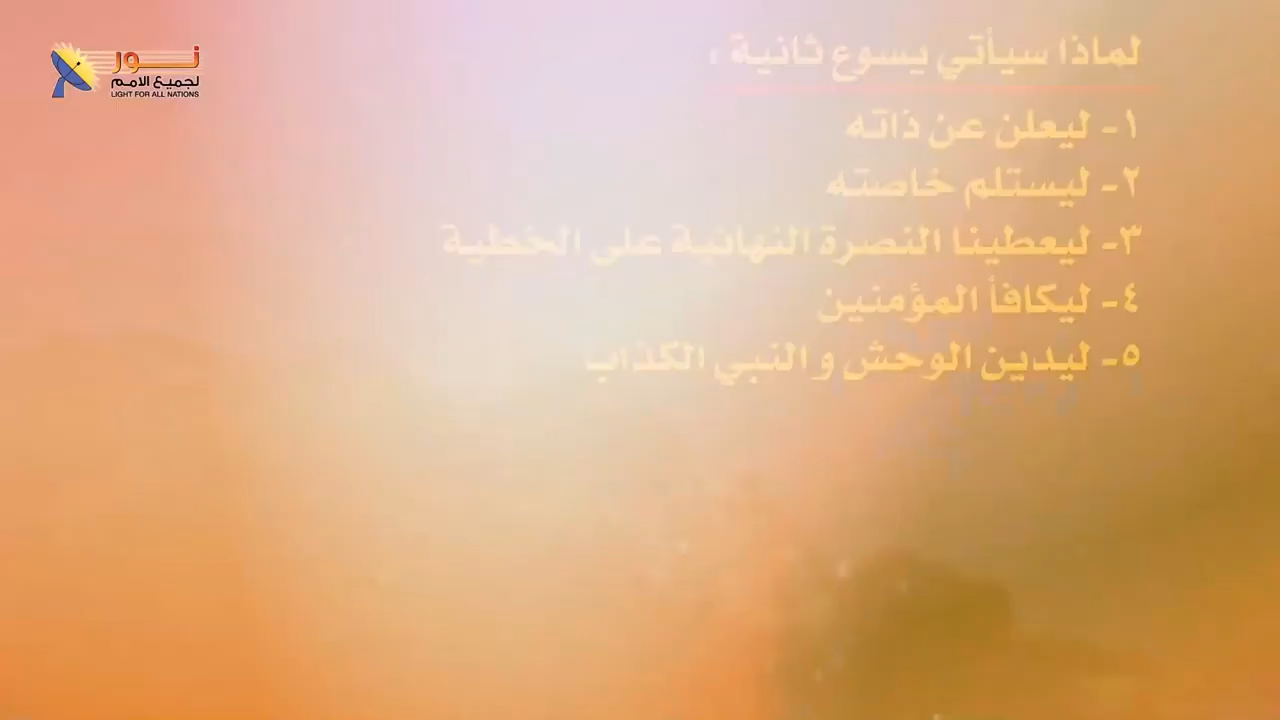 نور
لجميع الامم
LIGHT FOR ALL NATIONS
لماذا سيأتي يسوع ثانية :
١- ليعلن عن ذاته
٢- ليستلم خاصته
٣- ليعطينا النصرة النهائية على الخطية
٤- ليكافأ المؤمنين
٥- ليدين الوحش و النبي الكذاب